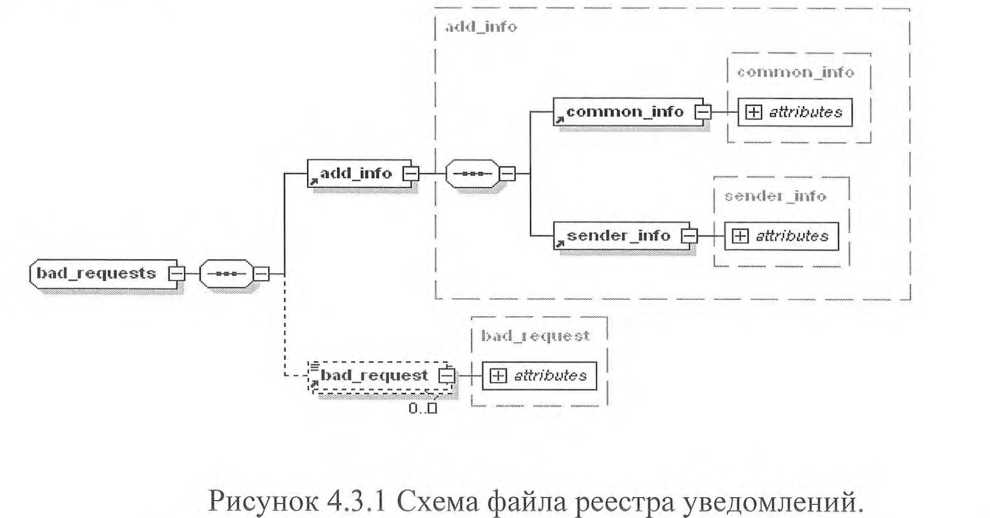 add_info
common_info
common_info
attributes
add_info
sender_info
sender_info
attributes
bad_requests
bad_request
bad_request
attributes
0..□
Рисунок 4.3.1 Схема файла реестра уведомлений.